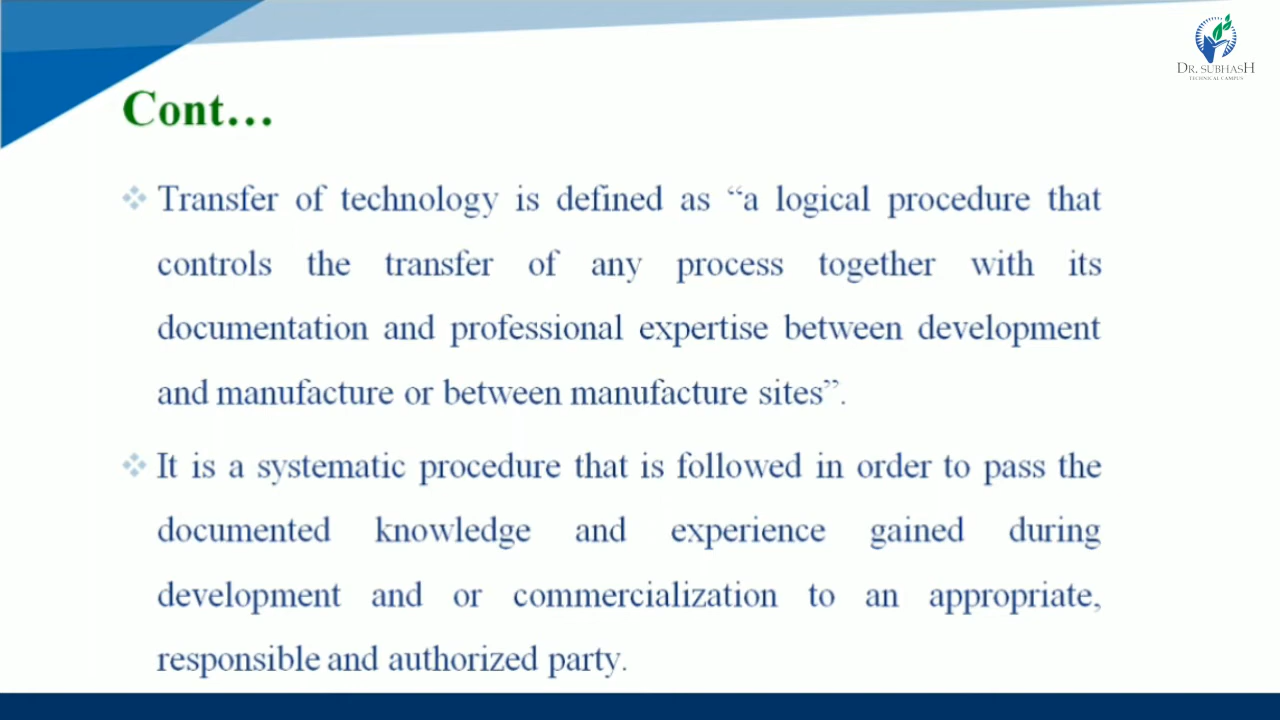 DR. SUBHASH
TECHNICAL CAMPUS
Cont...
Transfer of technology is defined as “a logical procedure that
controls the transfer of any process together with its
documentation and professional expertise between development
and manufacture or between manufacture sites”.
It is a systematic procedure that is followed in order to pass the
documented knowledge and experience gained during
development and or commercialization to an appropriate,
responsible and authorized party.